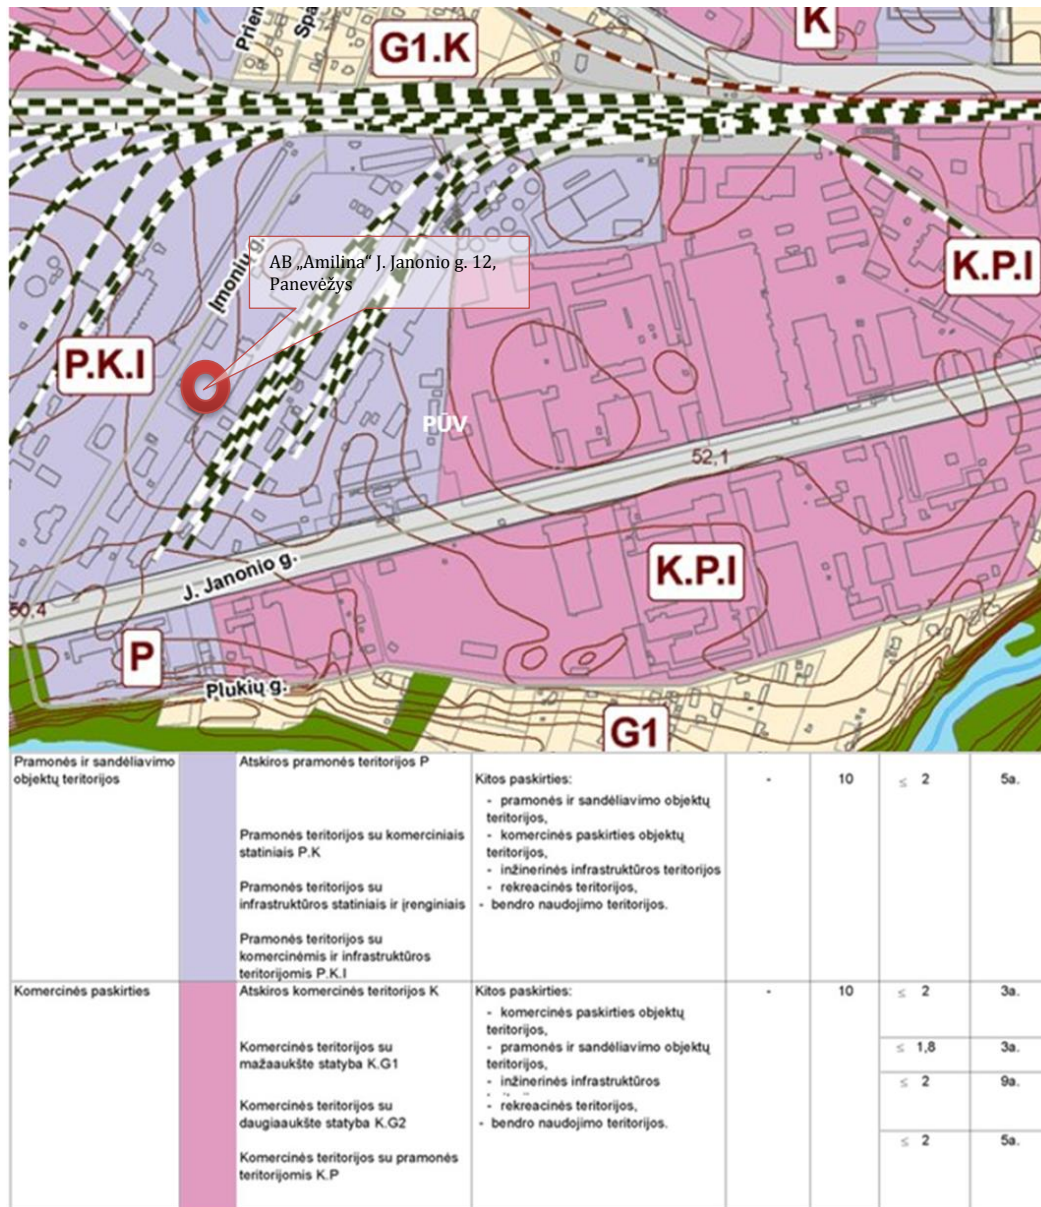 Prien
Spa
G1.K
K
Įmonių g.
AB „Amilina“ J. Janonio g. 12,
Panevėžys
K.P.I
P.K.I
PŪV
52,1
J. Janonio g.
K.P.I
50,4
P
Plukių g.
G1
Pramonės ir sandėliavimo
objektų teritorijos
Atskiros pramonės teritorijos P
Pramonės teritorijos su komerciniais
statiniais P.K
Pramonės teritorijos su
infrastruktūros statiniais ir įrenginiais
Pramonės teritorijos su
komercinėmis ir infrastruktūros
teritorijomis P.K.I
Kitos paskirties:
- pramonės ir sandėliavimo objektų
teritorijos,
- komercinės paskirties objektų
teritorijos,
- inžinerinės infrastruktūros teritorijos
- rekreacinės teritorijos,
- bendro naudojimo teritorijos.
-
10
≤ 2
5a.
Komercinės paskirties
Atskiros komercinės teritorijos K
Komercinės teritorijos su
mažaaukšte statyba K.G1
Komercinės teritorijos su
daugiaaukšte statyba K.G2
Komercinės teritorijos su pramonės
teritorijomis K.P
Kitos paskirties:
- komercinės paskirties objektų
teritorijos,
- pramonės ir sandėliavimo objektų
teritorijos,
- inžinerinės infrastruktūros
- rekreacinės teritorijos,
- bendro naudojimo teritorijos.
-
10
≤ 2
3a.
≤ 1,8
3a.
≤ 2
9a.
≤ 2
5a.